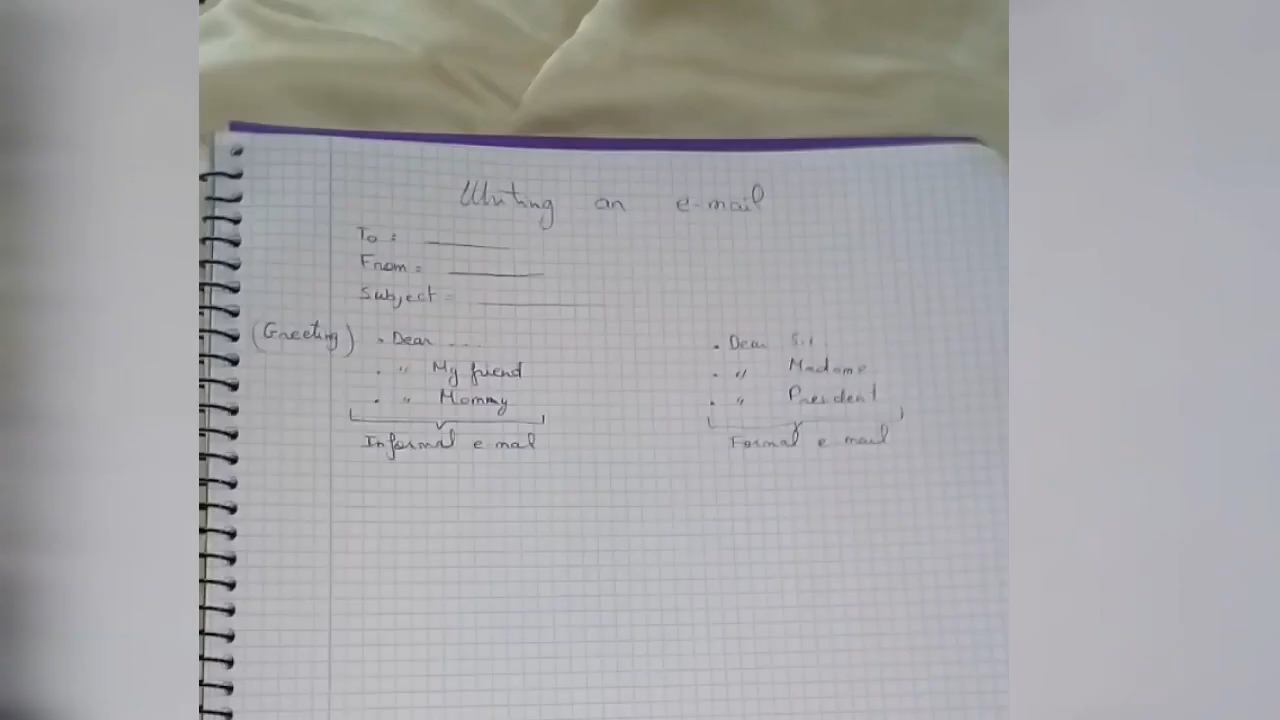 Writing an e-mail
To :
From :
Subject :
(Greeting) . Dear ... . Dear Sir
. " My friend . " Madame
. " Mommy . " President
Informal e mail Formal e mail